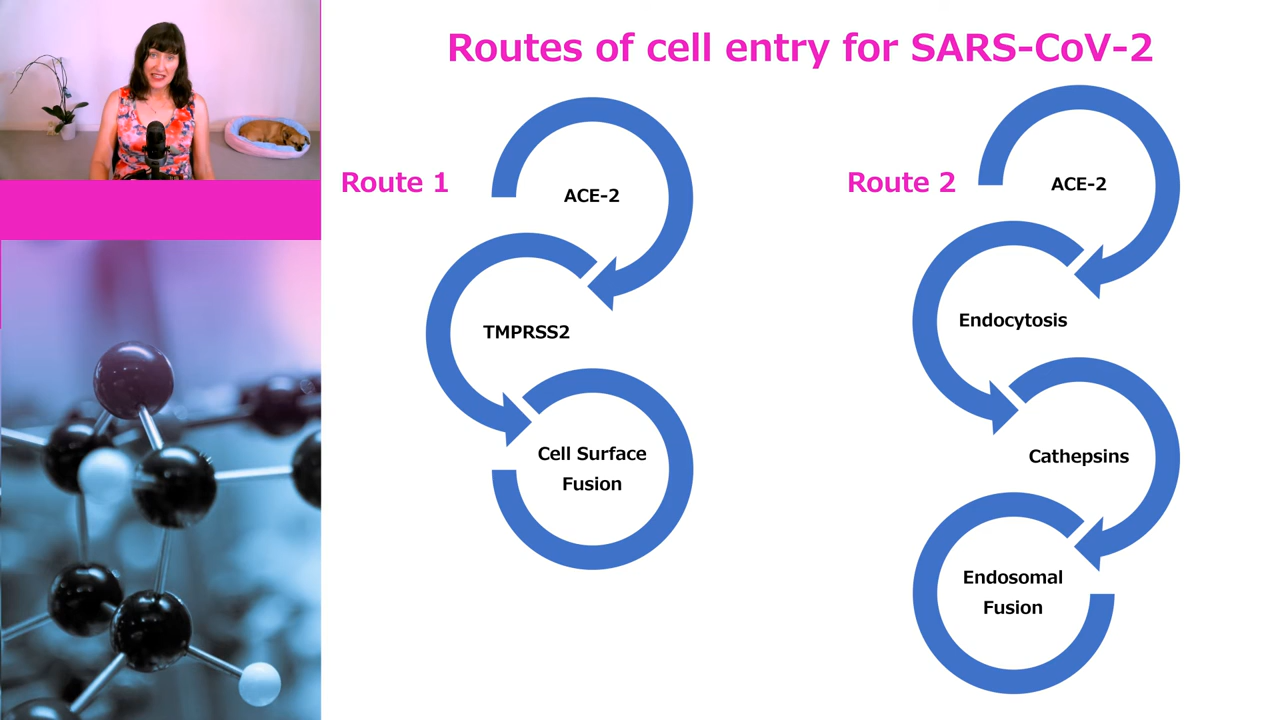 Routes of cell entry for SARS-CoV-2
Route 1
ACE-2
TMPRSS2
Cell Surface
Fusion
Route 2
ACE-2
Endocytosis
Cathepsins
Endosomal
Fusion